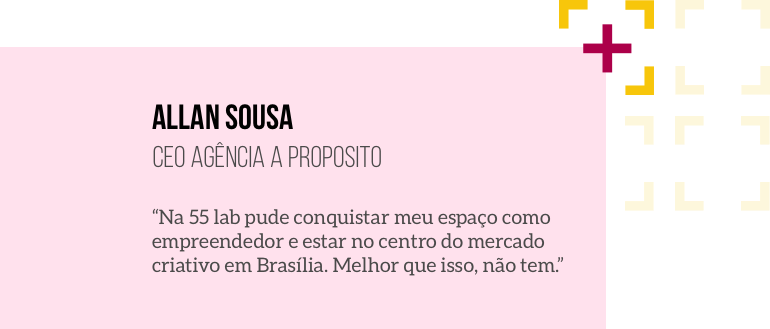 ALLAN SOUSA
CEO AGÊNCIA A PROPOSITO
“Na 55 lab pude conquistar meu espaço como
empreendedor e estar no centro do mercado
criativo em Brasília. Melhor que isso, não tem.”